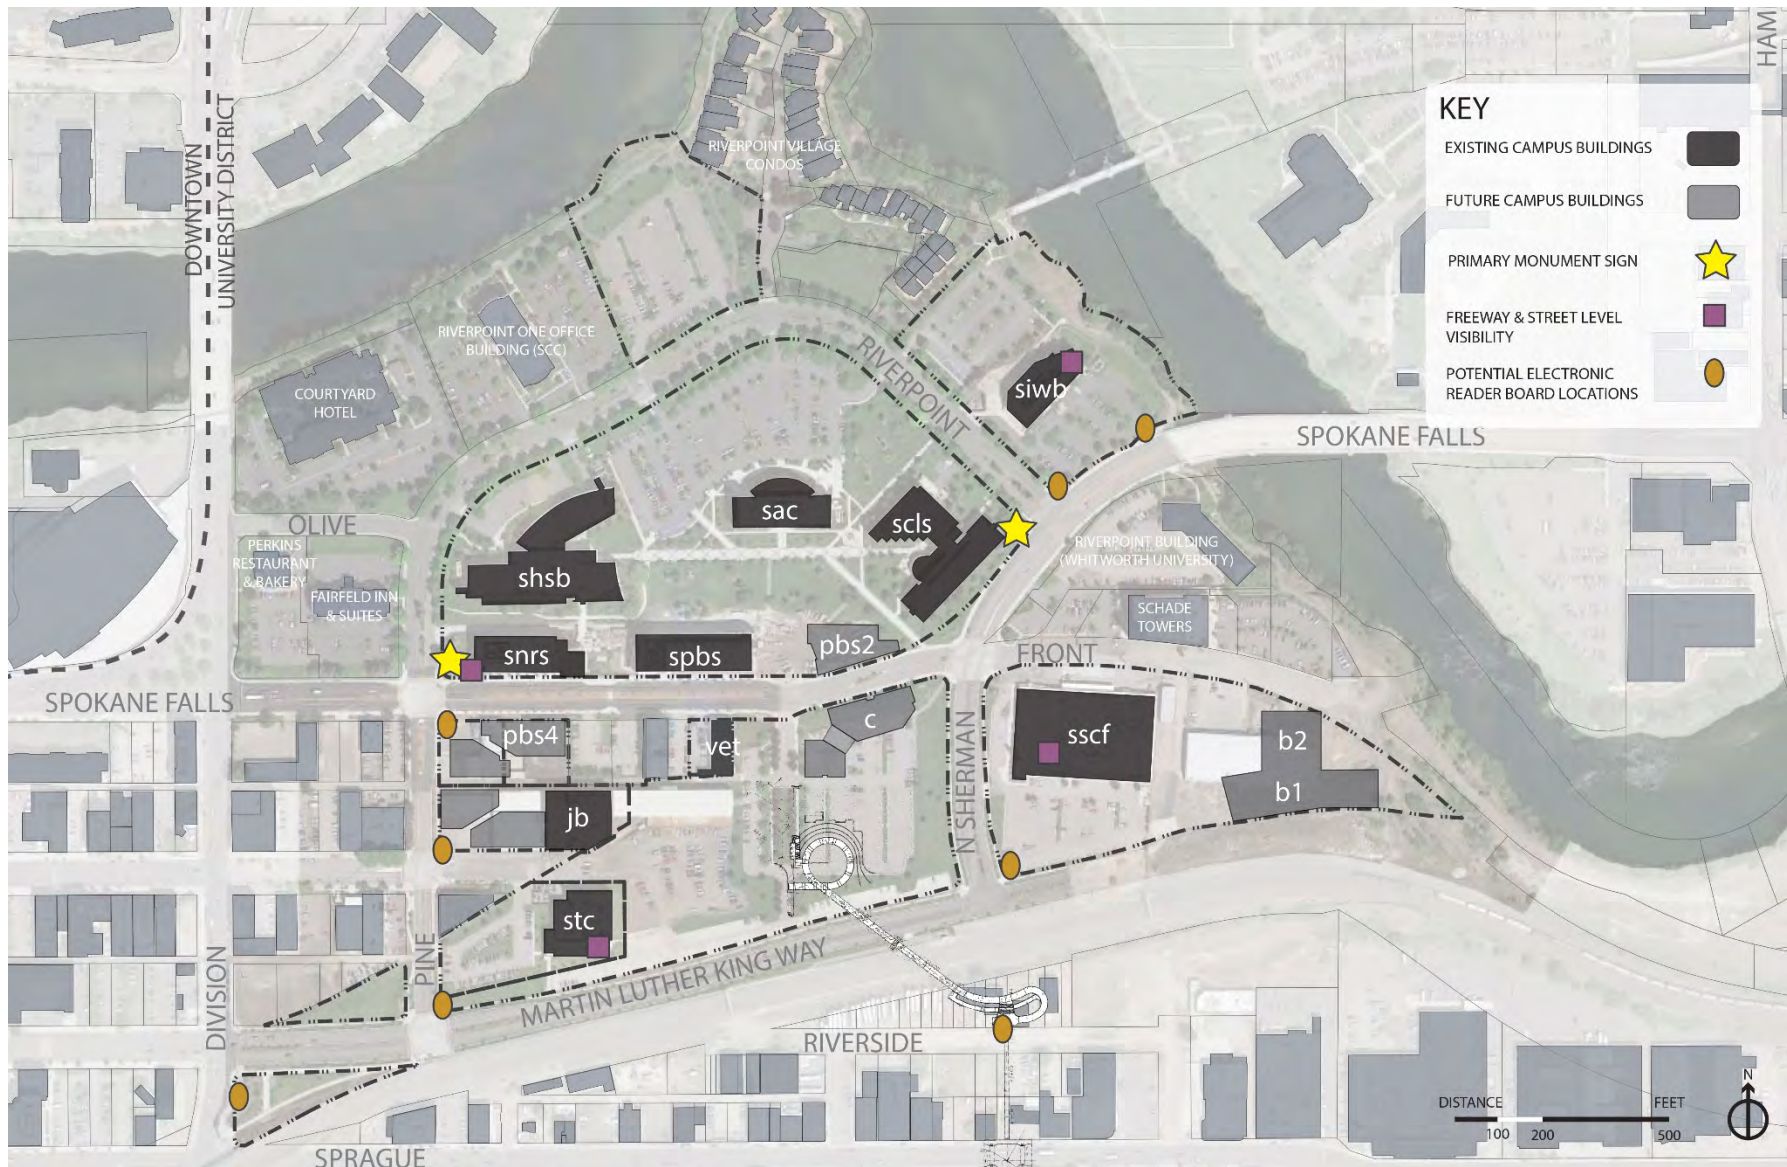 HAM
KEY
EXISTING CAMPUS BUILDINGS
FUTURE CAMPUS BUILDINGS
PRIMARY MONUMENT SIGN
FREEWAY & STREET LEVEL
VISIBILITY
POTENTIAL ELECTRONIC
READER BOARD LOCATIONS
DOWNTOWN
UNIVERSITY DISTRICT
RIVERPOINT VILLAGE
CONDOS
RIVERPOINT ONE OFFICE
BUILDING (SCC)
COURTYARD
HOTEL
RIVERPOINT
siwb
SPOKANE FALLS
OLIVE
sac
scls
PERKINS
RESTAURANT
& BAKERY
FAIRFELD INN
& SUITES
shsb
RIVERPOINT BUILDING
(WHITWORTH UNIVERSITY)
SCHADE
TOWERS
snrs
spbs
pbs2
FRONT
SPOKANE FALLS
pbs4
vet
c
N SHERMAN
sscf
b2
b1
jb
stc
PINE
DIVISION
MARTIN LUTHER KING WAY
RIVERSIDE
SPRAGUE
N
DISTANCE
FEET
100
200
500